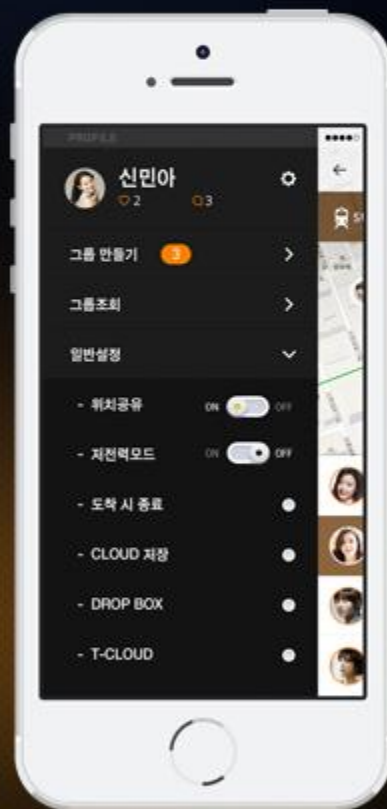 PROFILE
신민아
2 3
그룹 만들기 3
그룹조회
일반설정
- 위치공유 ON OFF
- 저전력모드 ON OFF
- 도착 시 종료
- CLOUD 저장
- DROP BOX
- T-CLOUD